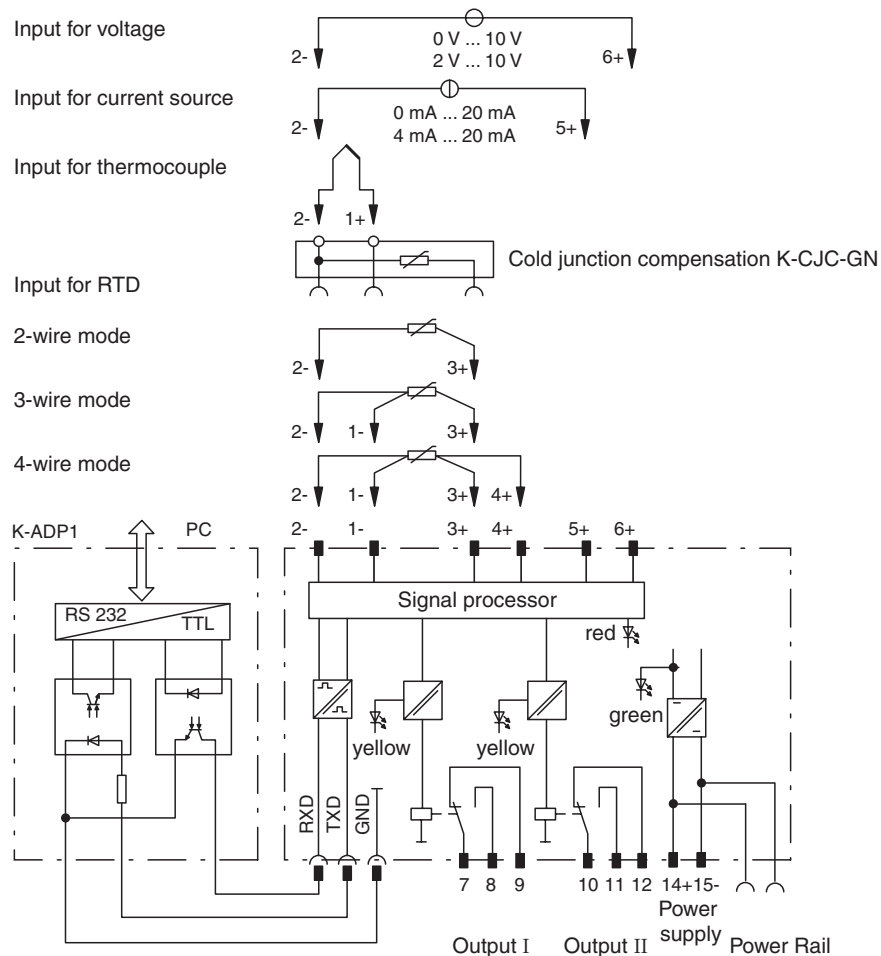 Input for voltage
0 V ... 10 V
2 V ... 10 V
2-
6+
Input for current source
0 mA ... 20 mA
4 mA ... 20 mA
2-
5+
Input for thermocouple
2-
1+
Cold junction compensation K-CJC-GN
Input for RTD
2-wire mode
2-
3+
3-wire mode
2-
1-
3+
4-wire mode
2-
1-
3+
4+
K-ADP1
PC
2-
1-
3+
4+
5+
6+
RS 232
TTL
Signal processor
red
green
yellow
yellow
RXD
TXD
GND
7
8
9
10
11
12
14+
15-
Output I
Output II
Power
supply
Power Rail